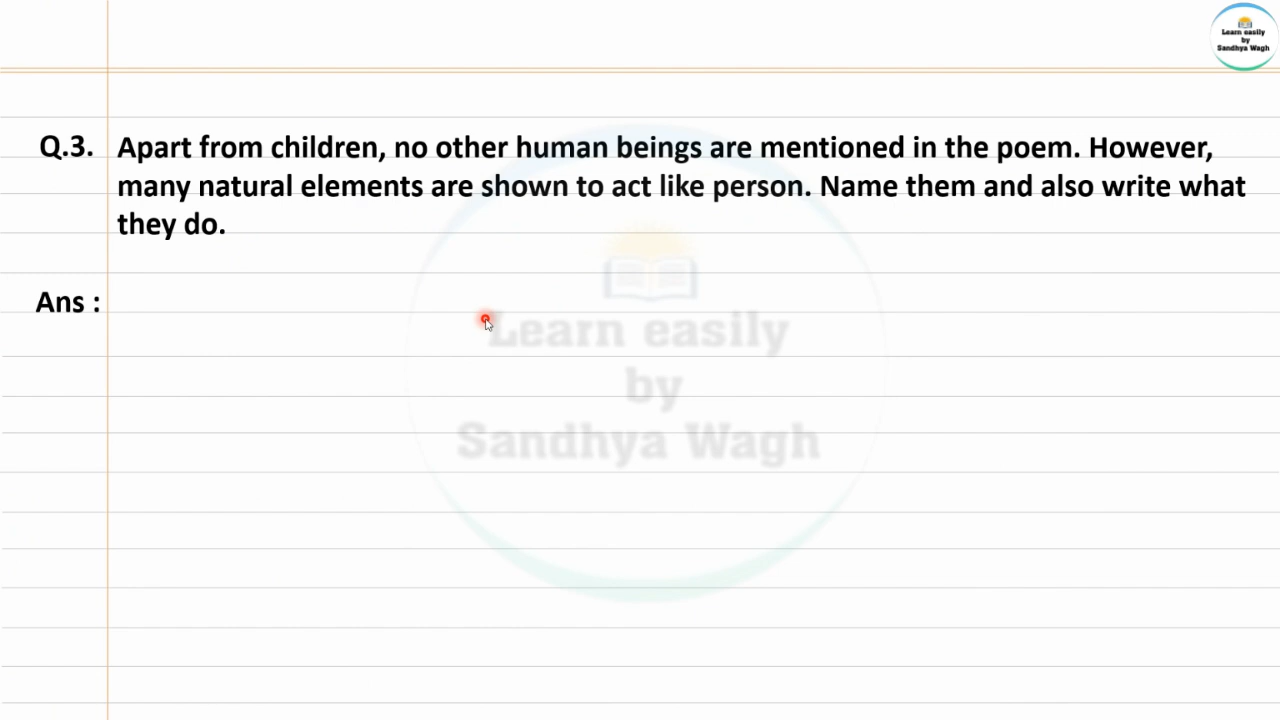 Learn easily
by
Sandhya Wagh
Q.3. Apart from children, no other human beings are mentioned in the poem. However,
many natural elements are shown to act like person. Name them and also write what
they do.
Ans :
Learn easily
by
Sandhya Wagh